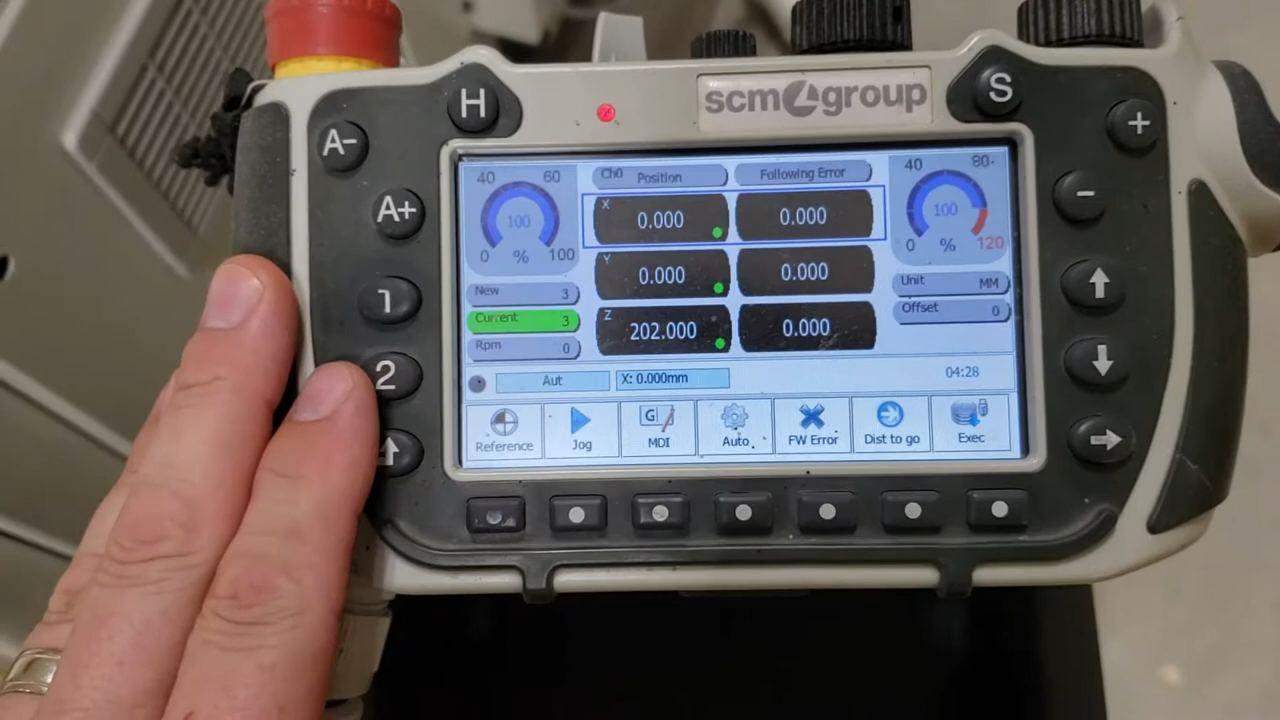 H
scm group
S
A-
+
A+
-
1
2
40 60
100
0 % 100
Ch0 Position
Following Error
40 80
100
0 % 120
X 0.000
0.000
Y 0.000
0.000
Z 202.000
0.000
New 3
Current 3
Rpm 0
Unit MM
Offset 0
Aut
X: 0.000mm
04:28
Reference
Jog
G
MDI
Auto
FW Error
Dist to go
Exec